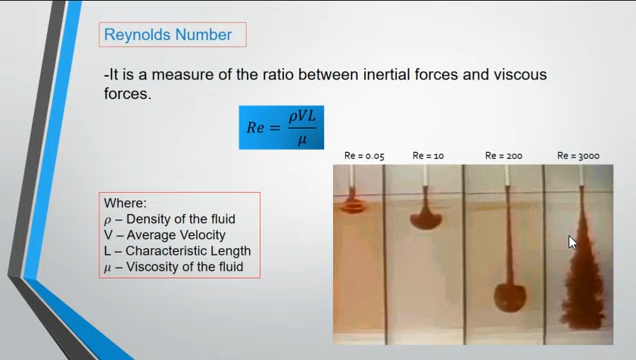 Reynolds Number
-It is a measure of the ratio between inertial forces and viscous
forces.
Re = ρVL / μ
Re = 0.05
Re = 10
Re = 200
Re = 3000
Where:
ρ – Density of the fluid
V – Average Velocity
L – Characteristic Length
μ – Viscosity of the fluid